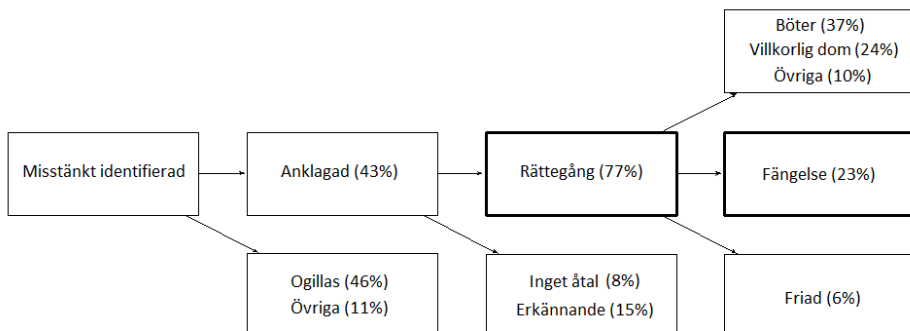 Böter (37%)
Villkorlig dom (24%)
Övriga (10%)
Misstänkt identifierad
Anklagad (43%)
Rättegång (77%)
Fängelse (23%)
Ogillas (46%)
Övriga (11%)
Inget åtal (8%)
Erkännande (15%)
Friad (6%)